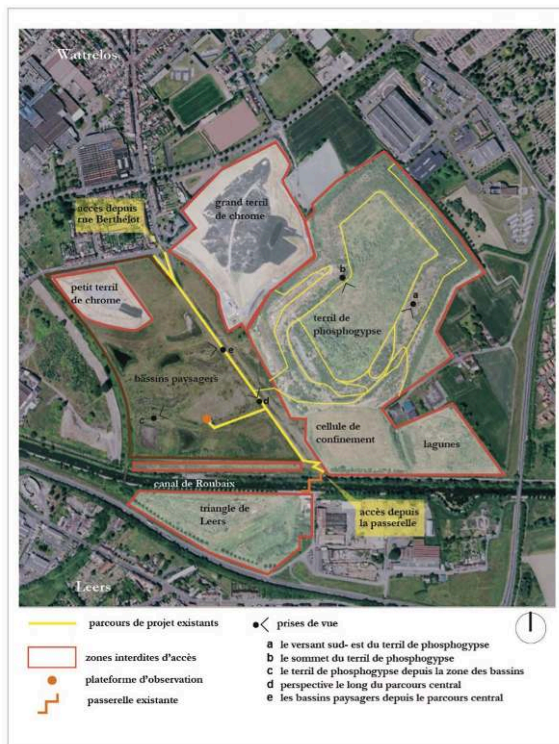 Wattrelos
grand terril
de chrome
accès depuis
rue Berthelot
b
petit terril
de chrome
terril de
phosphogypse
a
e
bassins paysagers
d
c
cellule de
confinement
lagunes
canal de Roubaix
triangle de
Leers
accès depuis
la passerelle
Leers
parcours de projet existants
prises de vue
zones interdites d'accès
plateforme d'observation
passerelle existante
a le versant sud- est du terril de phosphogypse
b le sommet du terril de phosphogypse
c le terril de phosphogypse depuis la zone des bassins
d perspective le long du parcours central
e les bassins paysagers depuis le parcours central